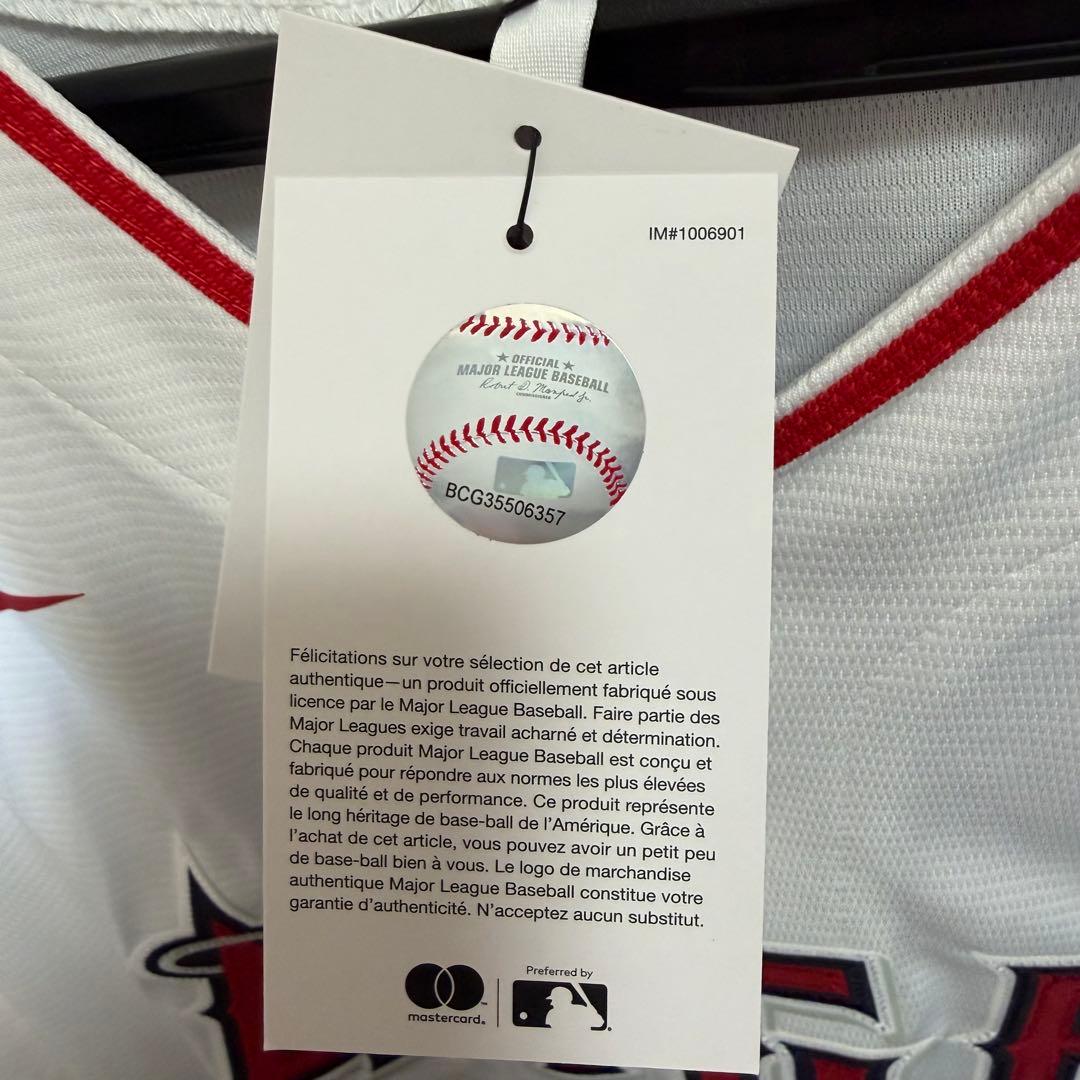 IM#1006901
OFFICIAL
MAJOR LEAGUE BASEBALL
Robert D. Manfred Jr.
COMMISSIONER
BCG35506357
Félicitations sur votre sélection de cet article
authentique—un produit officiellement fabriqué sous
licence par le Major League Baseball. Faire partie des
Major Leagues exige travail acharné et détermination.
Chaque produit Major League Baseball est conçu et
fabriqué pour répondre aux normes les plus élevées
de qualité et de performance. Ce produit représente
le long héritage de base-ball de l'Amérique. Grâce à
l'achat de cet article, vous pouvez avoir un petit peu
de base-ball bien à vous. Le logo de marchandise
authentique Major League Baseball constitue votre
garantie d'authenticité. N'acceptez aucun substitut.
mastercard.
Preferred by